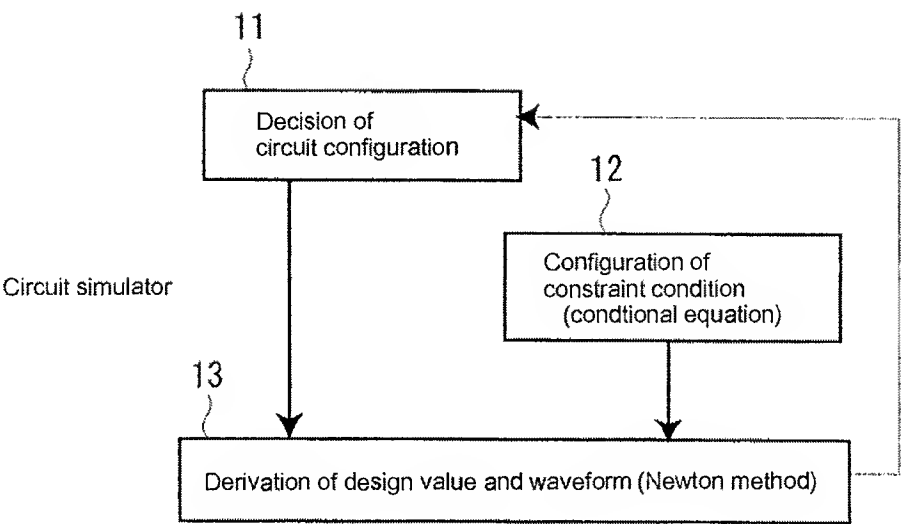 11
Decision of
circuit configuration
12
Configuration of
constraint condition
(condtional equation)
Circuit simulator
13
Derivation of design value and waveform (Newton method)